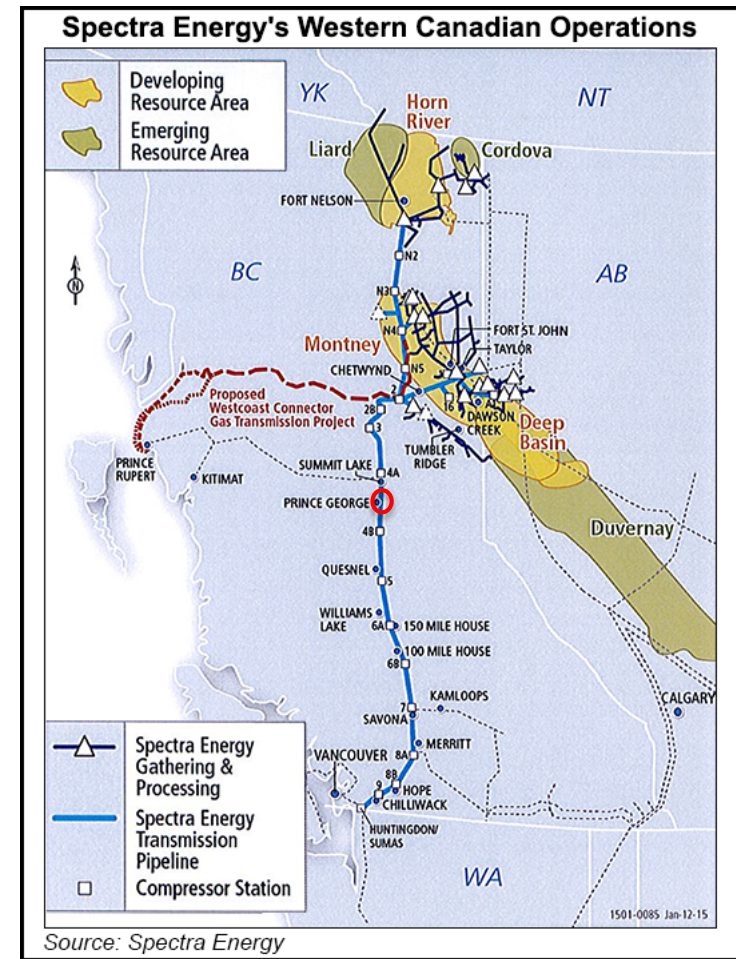 Spectra Energy's Western Canadian Operations
Developing
Resource Area
Emerging
Resource Area
YK
NT
Horn
River
Liard
Cordova
FORT NELSON
N2
BC
AB
N3
N4
FORT ST. JOHN
Montney
TAYLOR
N5
CHETWYND
2
16
DAWSON
CREEK
2B
3
Proposed
Westcoast Connector
Gas Transmission Project
Deep
Basin
TUMBLER
RIDGE
PRINCE
RUPERT
KITIMAT
SUMMIT LAKE
4A
PRINCE GEORGE
4B
Duvernay
QUESNEL
5
WILLIAMS
LAKE
6A
150 MILE HOUSE
100 MILE HOUSE
6B
KAMLOOPS
7
SAVONA
CALGARY
MERRITT
8A
VANCOUVER
8B
9
HOPE
CHILLIWACK
HUNTINGDON/
SUMAS
Spectra Energy
Gathering &
Processing
Spectra Energy
Transmission
Pipeline
Compressor Station
WA
1501-0085 Jan-12-15
Source: Spectra Energy